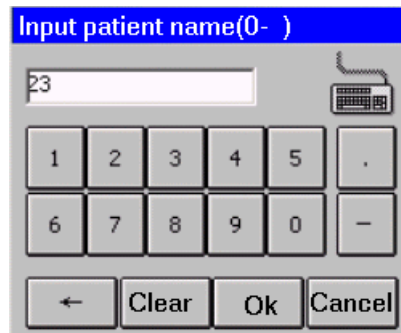 Input patient name(0- )
23
1 2 3 4 5 .
6 7 8 9 0 —
← Clear Ok Cancel